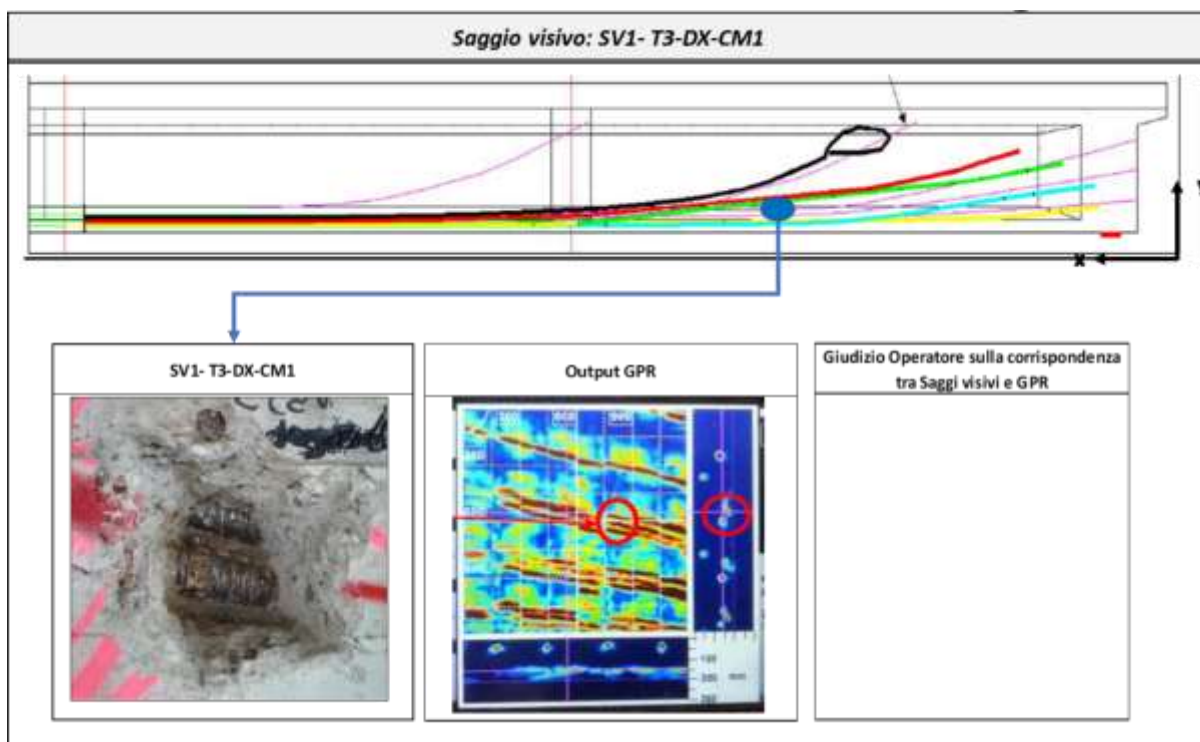 Saggio visivo: SV1- T3-DX-CM1
X
SV1- T3-DX-CM1
Output GPR
Giudizio Operatore sulla corrispondenza
tra Saggi visivi e GPR